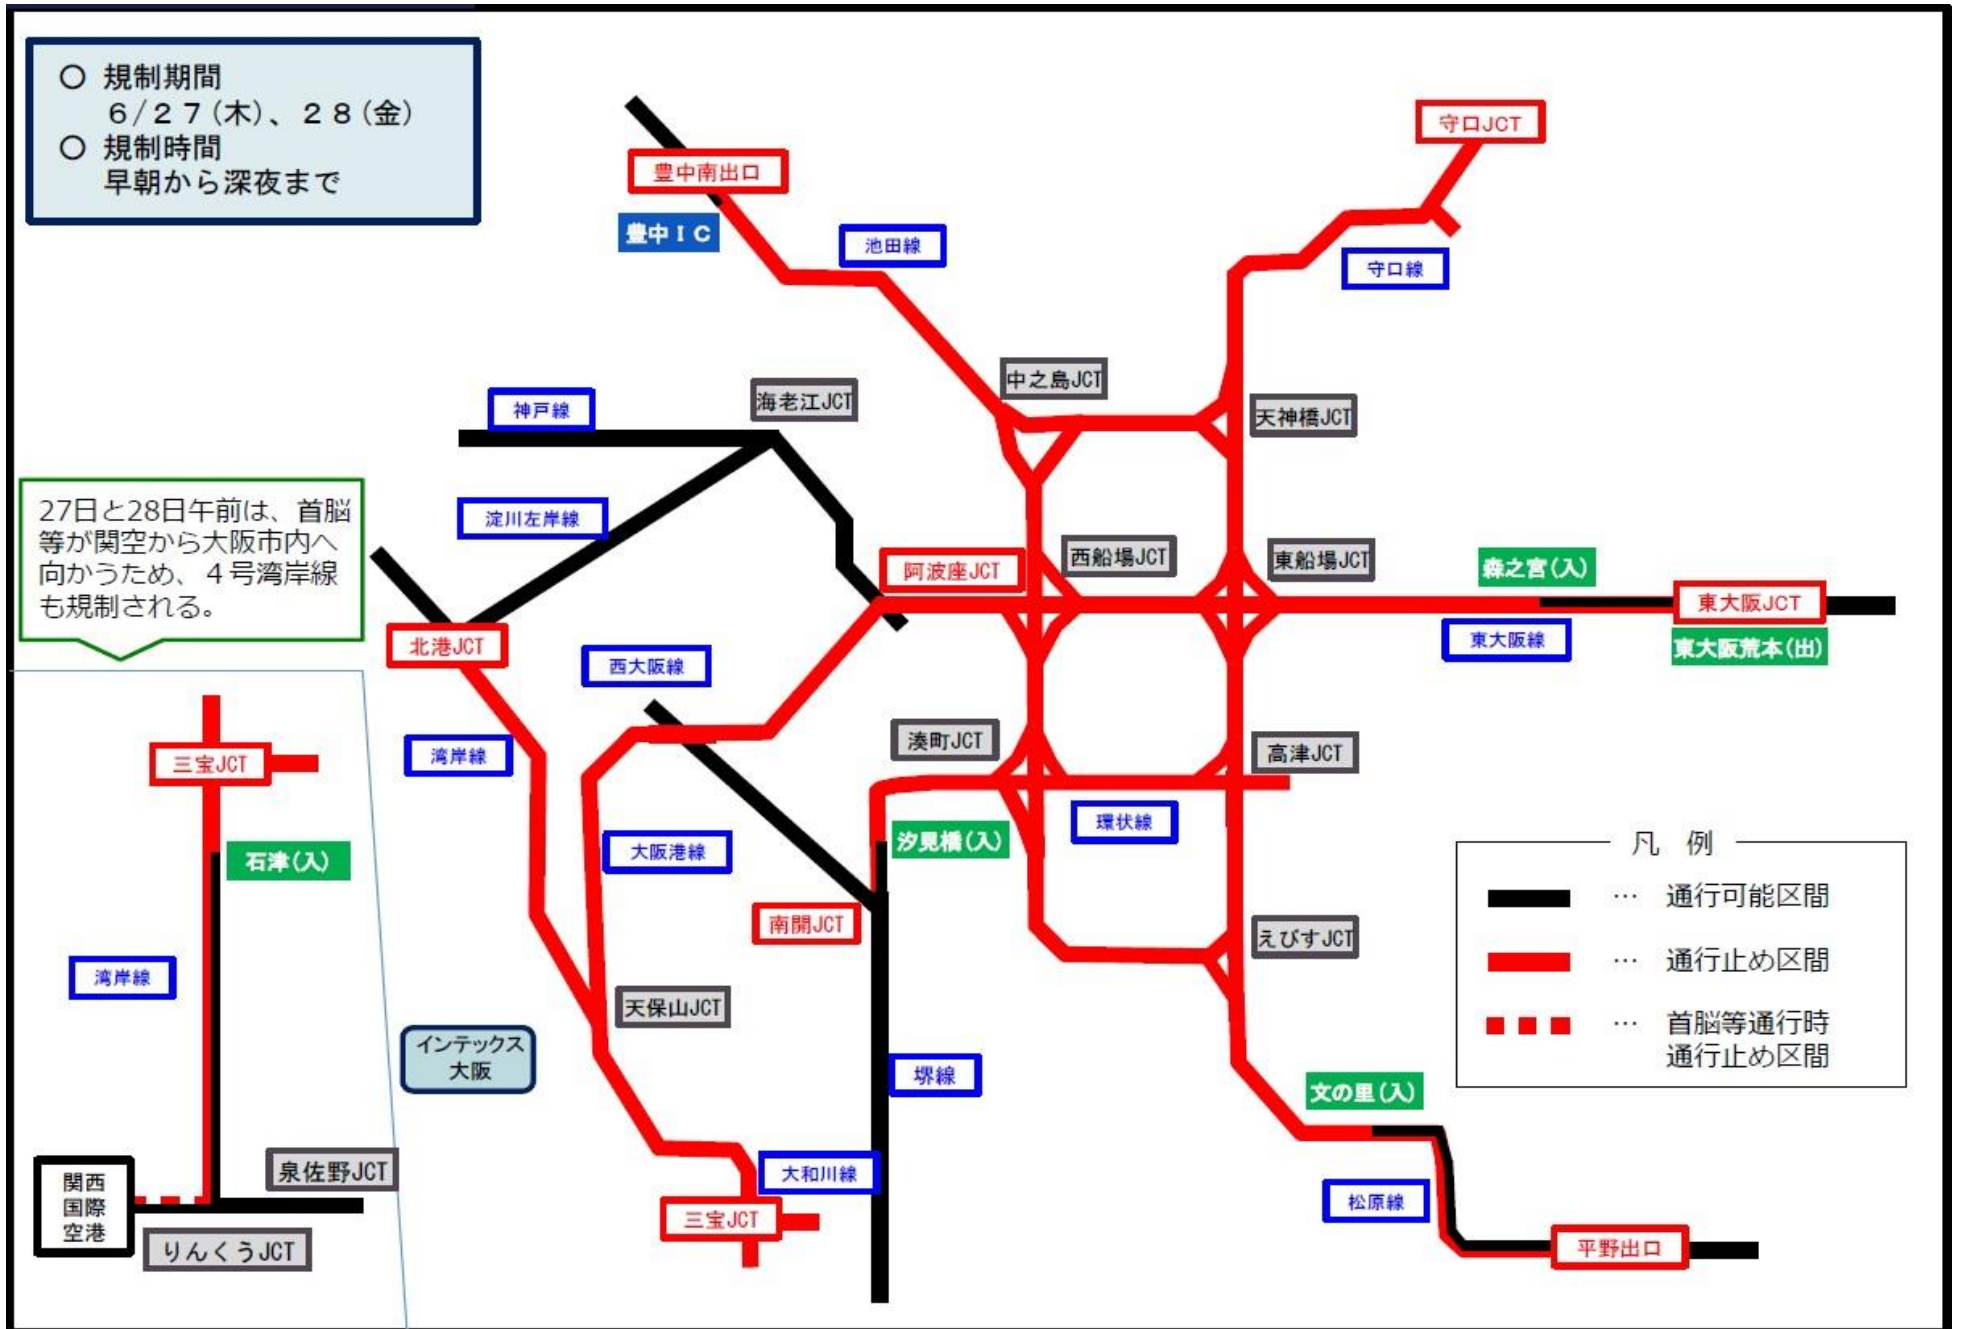 〇 規制期間
6/27(木)、28(金)
〇 規制時間
早朝から深夜まで
守口JCT
豊中南出口
豊中IC
池田線
守口線
中之島JCT
海老江JCT
天神橋JCT
神戸線
27日と28日午前は、首脳
等が関空から大阪市内へ
向かうため、4号湾岸線
も規制される。
淀川左岸線
阿波座JCT
西船場JCT
東船場JCT
森之宮(入)
東大阪JCT
東大阪線
東大阪荒本(出)
北港JCT
西大阪線
三宝JCT
湾岸線
湊町JCT
高津JCT
環状線
石津(入)
大阪港線
汐見橋(入)
南開JCT
えびすJCT
凡 例
… 通行可能区間
… 通行止め区間
… 首脳等通行時
通行止め区間
湾岸線
天保山JCT
インテックス
大阪
堺線
文の里(入)
関西
国際
空港
泉佐野JCT
りんくうJCT
大和川線
三宝JCT
松原線
平野出口